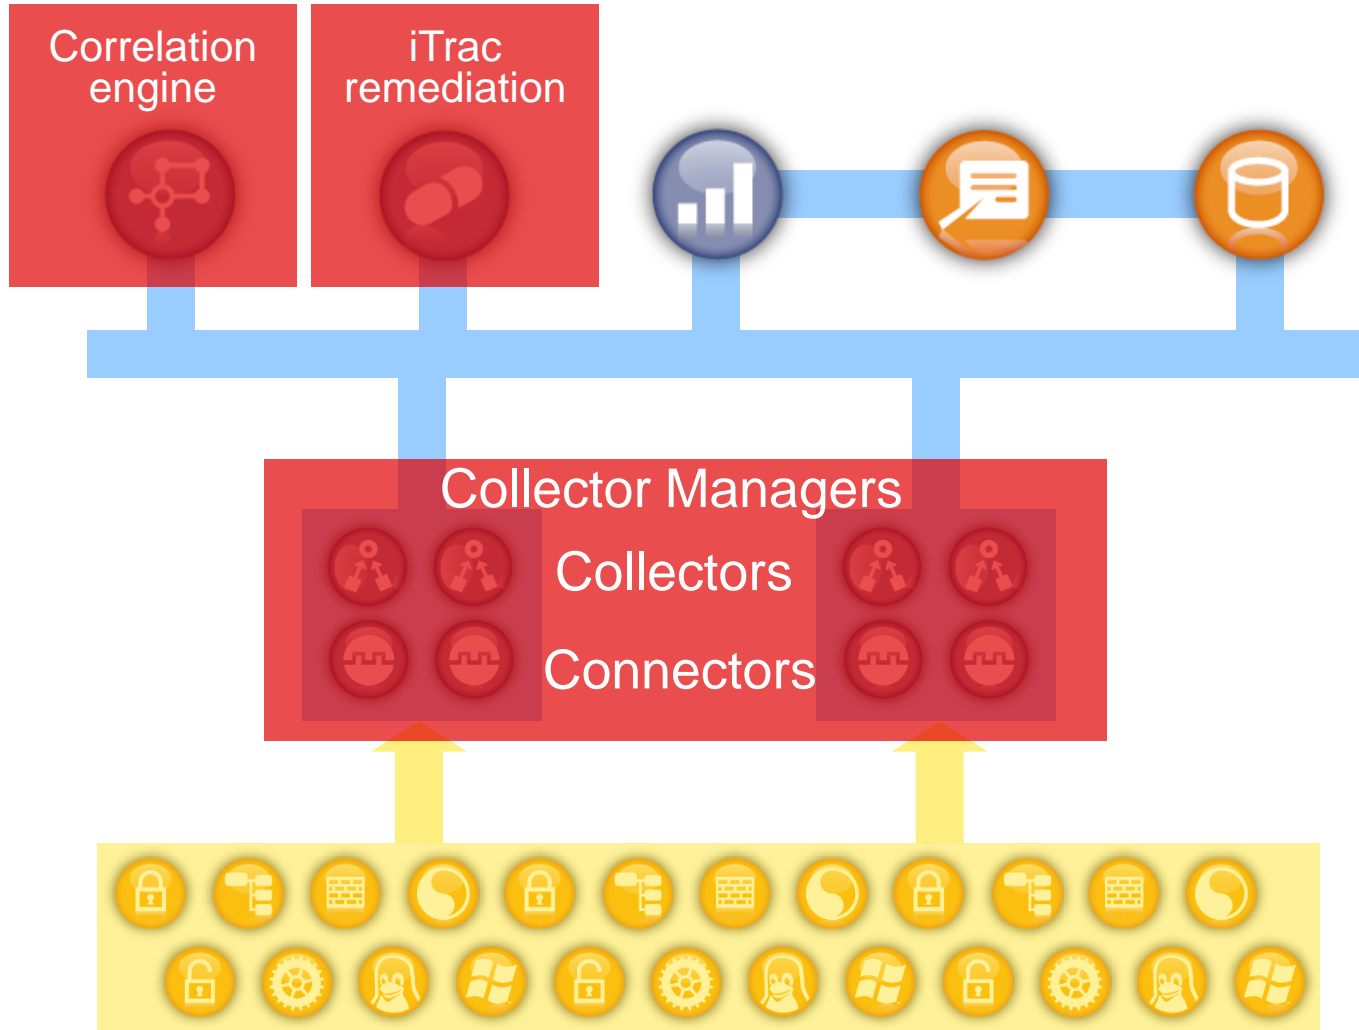 Correlation
engine
iTrac
remediation
Collector Managers
Collectors
Connectors